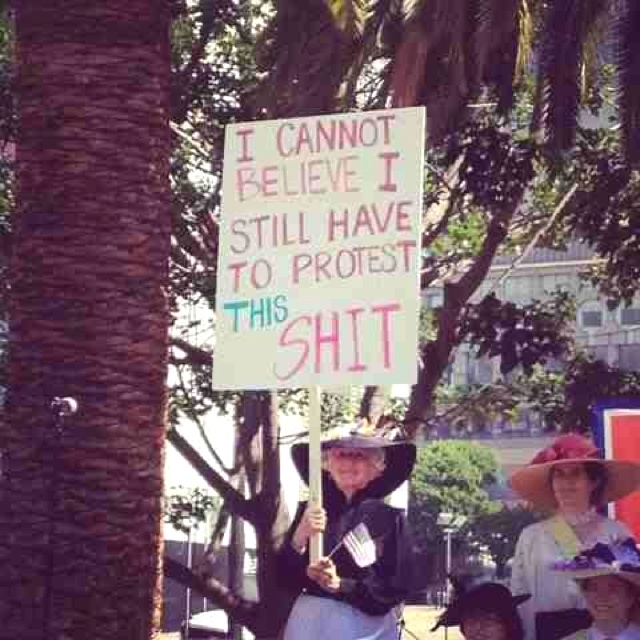 I CANNOT
BELIEVE I
STILL HAVE
TO PROTEST
THIS
SHIT